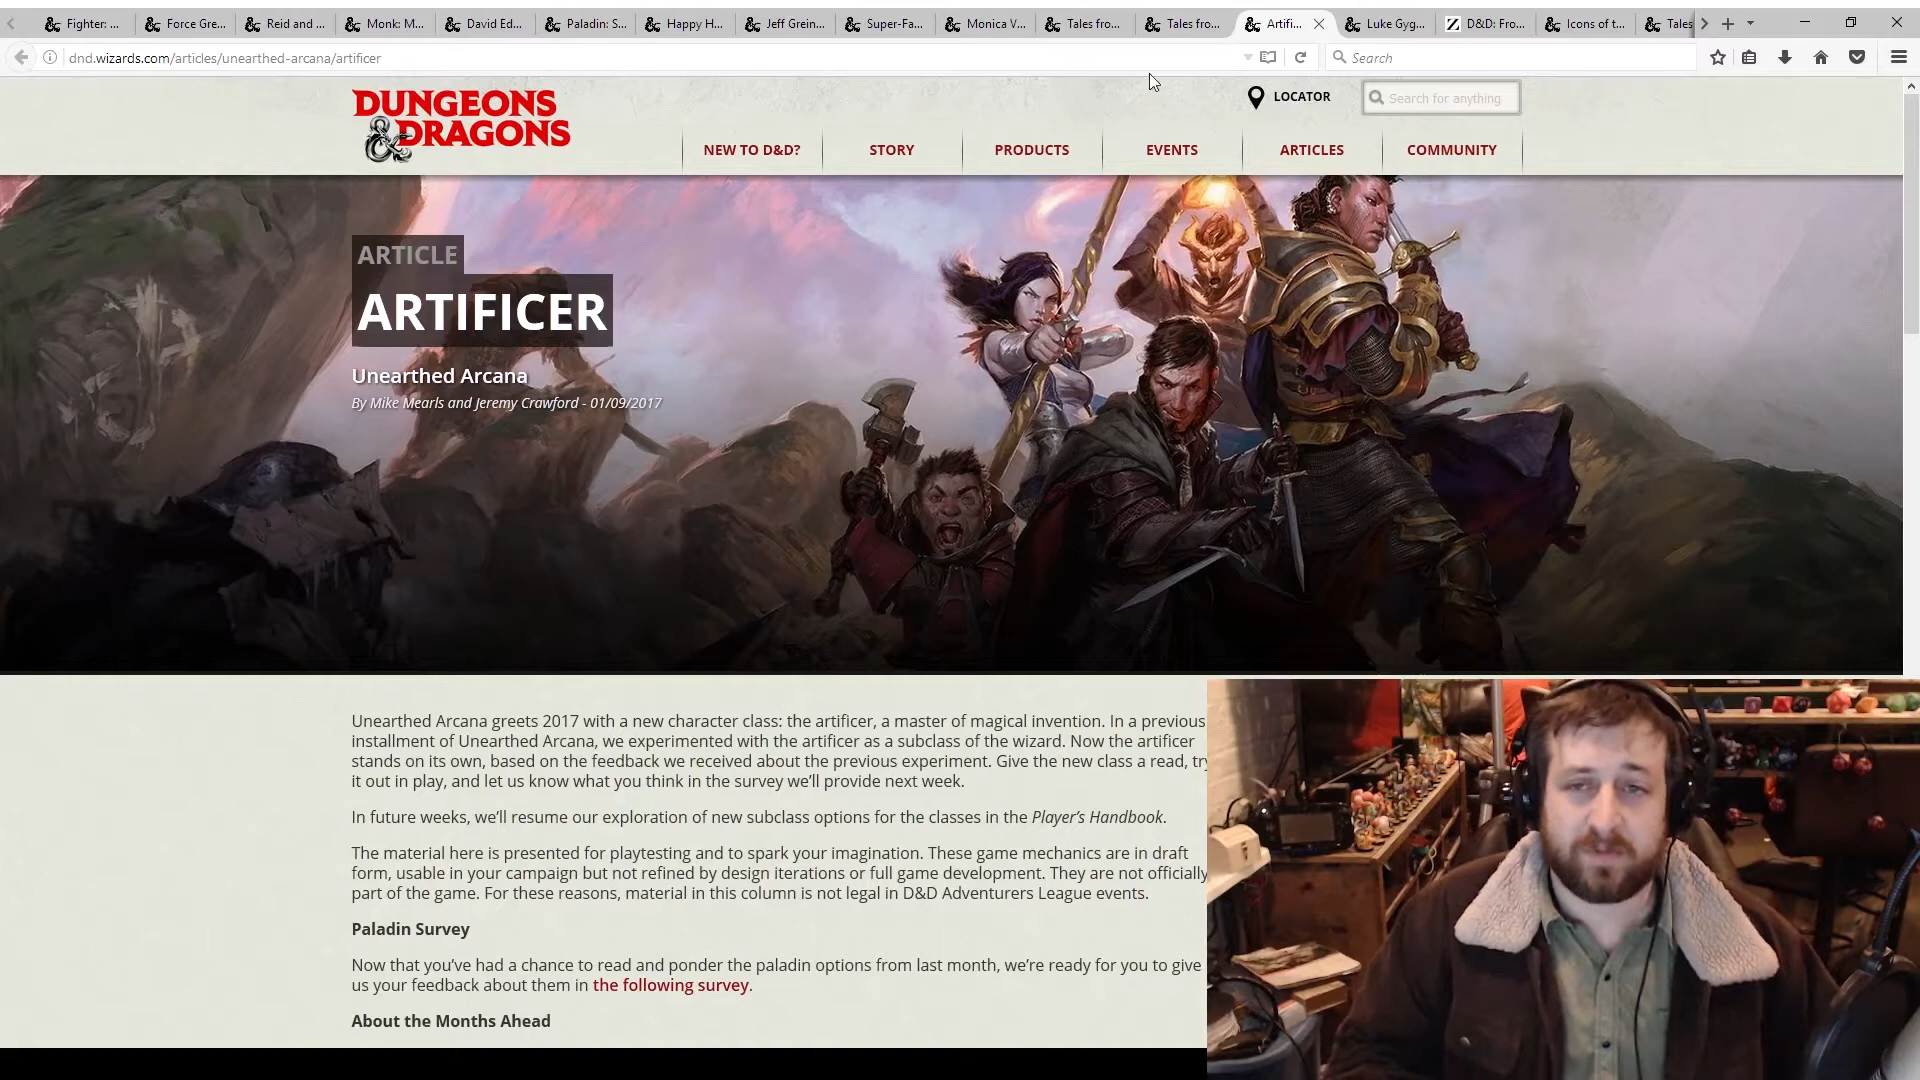 Fighter: ...
Force Gre...
Reid and ...
Monk: M...
David Ed...
Paladin: S...
Happy H...
Jeff Grein...
Super-Fa...
Monica V...
Tales fro...
Tales fro...
Artifi...
Luke Gyg...
D&D: Fro...
Icons of t...
Tales
dnd.wizards.com/articles/unearthed-arcana/artificer
Search
DUNGEONS
& DRAGONS
LOCATOR
Search for anything
NEW TO D&D?
STORY
PRODUCTS
EVENTS
ARTICLES
COMMUNITY
ARTICLE
ARTIFICER
Unearthed Arcana
By Mike Mearls and Jeremy Crawford - 01/09/2017
Unearthed Arcana greets 2017 with a new character class: the artificer, a master of magical invention. In a previous
installment of Unearthed Arcana, we experimented with the artificer as a subclass of the wizard. Now the artificer
stands on its own, based on the feedback we received about the previous experiment. Give the new class a read, try
it out in play, and let us know what you think in the survey we'll provide next week.
In future weeks, we'll resume our exploration of new subclass options for the classes in the Player's Handbook.
The material here is presented for playtesting and to spark your imagination. These game mechanics are in draft
form, usable in your campaign but not refined by design iterations or full game development. They are not officially
part of the game. For these reasons, material in this column is not legal in D&D Adventurers League events.
Paladin Survey
Now that you've had a chance to read and ponder the paladin options from last month, we're ready for you to give
us your feedback about them in the following survey.
About the Months Ahead